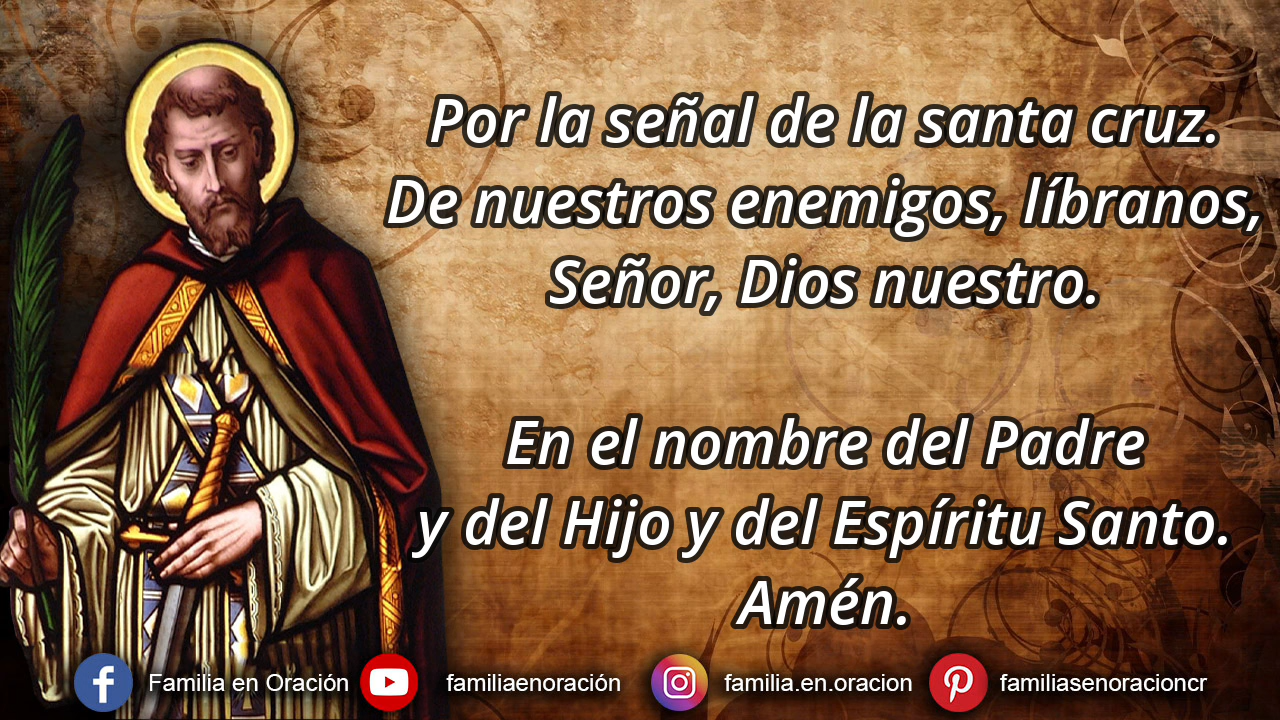 Por la señal de la santa cruz.
De nuestros enemigos, líbranos,
Señor, Dios nuestro.
En el nombre del Padre
y del Hijo y del Espíritu Santo.
Amén.
Familia en Oración familiaenoración familia.en.oracion familiasenoracioncr